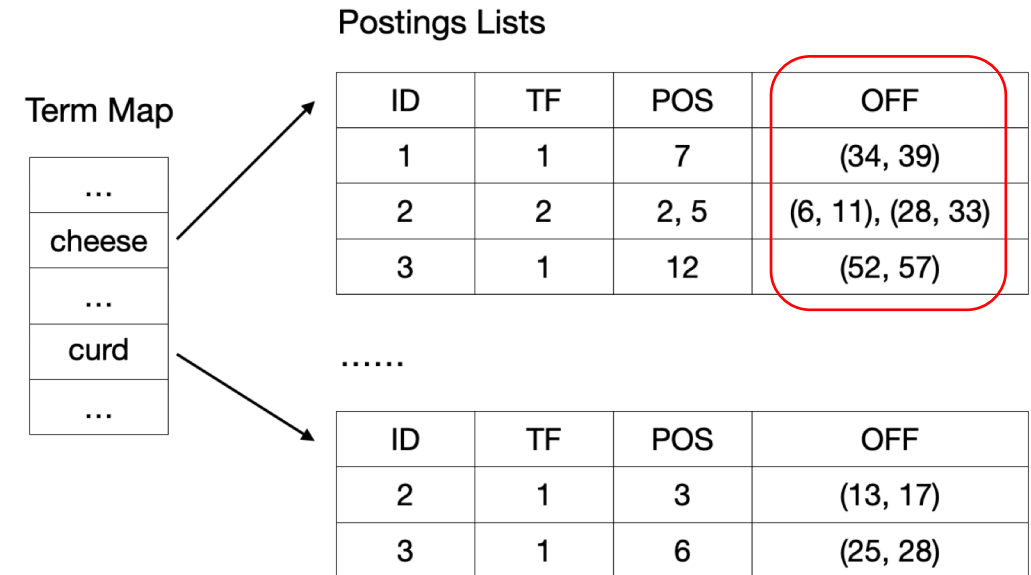 Postings Lists
Term Map
...
cheese
...
curd
...
ID TF POS OFF
1 1 7 (34, 39)
2 2 2, 5 (6, 11), (28, 33)
3 1 12 (52, 57)
......
ID TF POS OFF
2 1 3 (13, 17)
3 1 6 (25, 28)